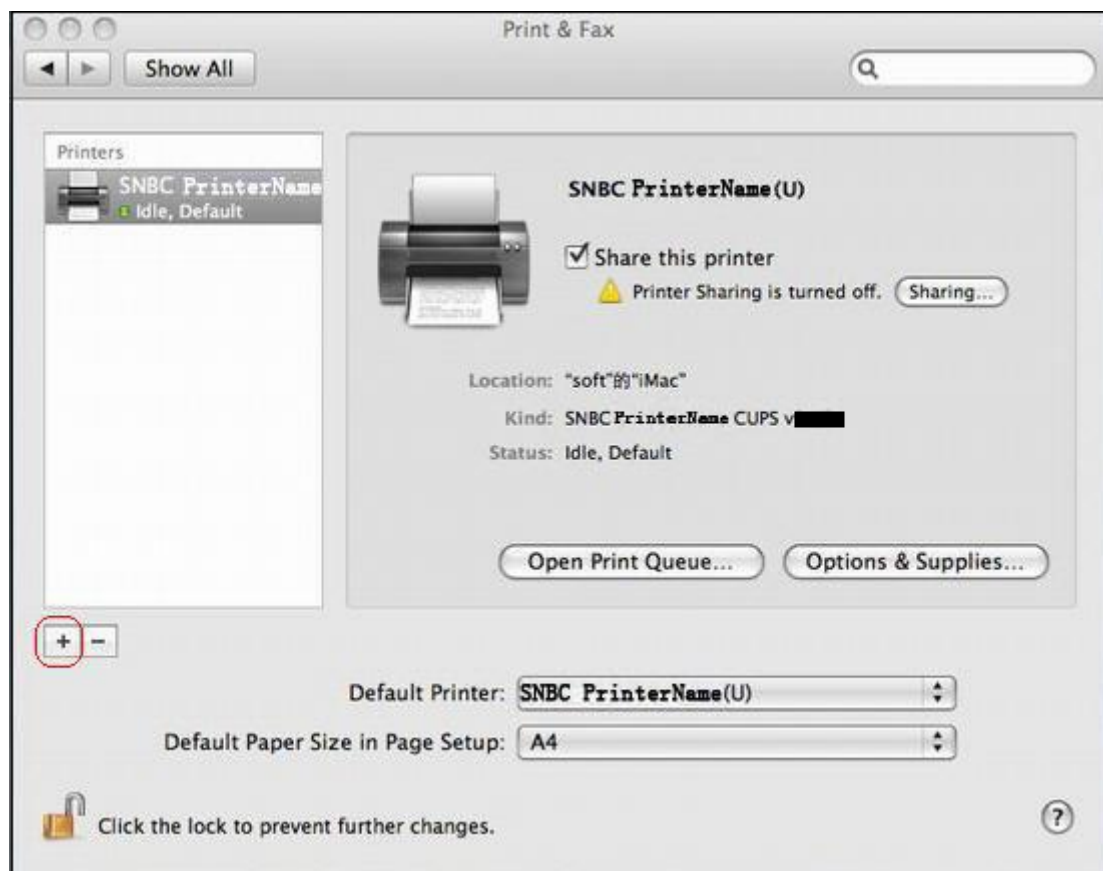 Print & Fax
Show All
Printers
SNBC PrinterName
Idle, Default
SNBC PrinterName(U)
Share this printer
Printer Sharing is turned off. Sharing...
Location: "soft"的"iMac"
Kind: SNBC PrinterName CUPS v
Status: Idle, Default
Open Print Queue... Options & Supplies...
+ −
Default Printer: SNBC PrinterName(U)
Default Paper Size in Page Setup: A4
Click the lock to prevent further changes. ?